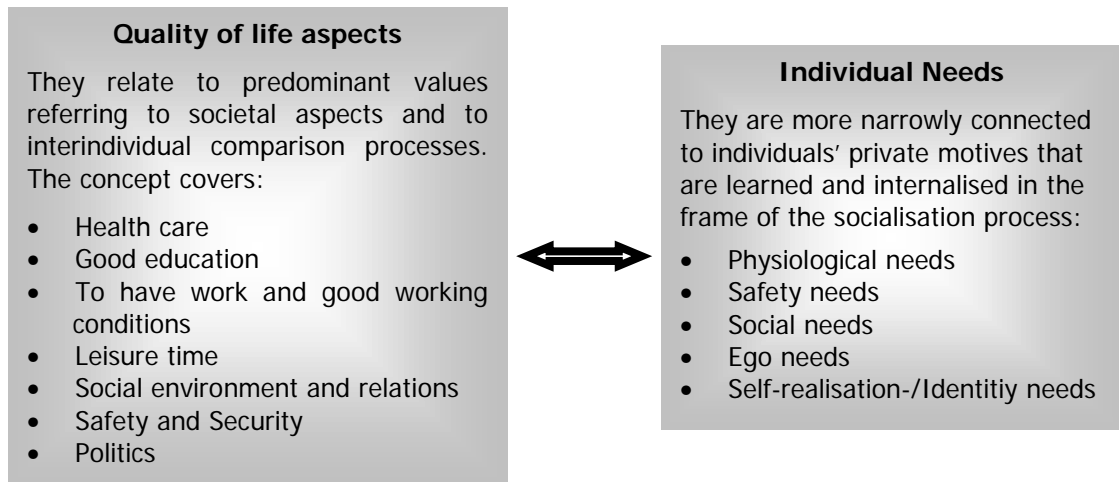 Quality of life aspects
They relate to predominant values
referring to societal aspects and to
interindividual comparison processes.
The concept covers:
• Health care
• Good education
• To have work and good working
conditions
• Leisure time
• Social environment and relations
• Safety and Security
• Politics
Individual Needs
They are more narrowly connected
to individuals' private motives that
are learned and internalised in the
frame of the socialisation process:
• Physiological needs
• Safety needs
• Social needs
• Ego needs
• Self-realisation-/Identitiy needs